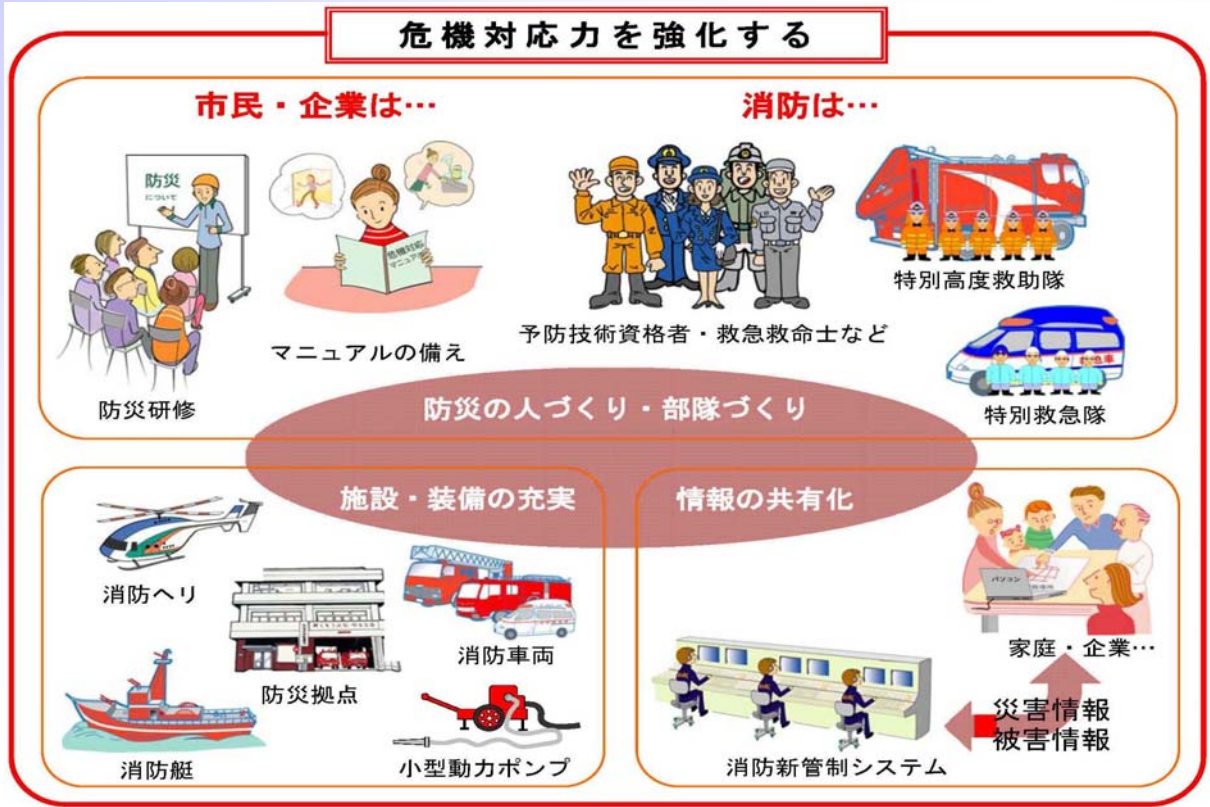 危機対応力を強化する
市民・企業は…
消防は…
防災
について
危機対応
防災研修
マニュアルの備え
予防技術資格者・救急救命士など
特別高度救助隊
特別救急隊
防災の人づくり・部隊づくり
施設・装備の充実
情報の共有化
消防ヘリ
防災拠点
消防車両
消防艇
小型動力ポンプ
パソコン
家庭・企業…
災害情報
被害情報
消防新管制システム